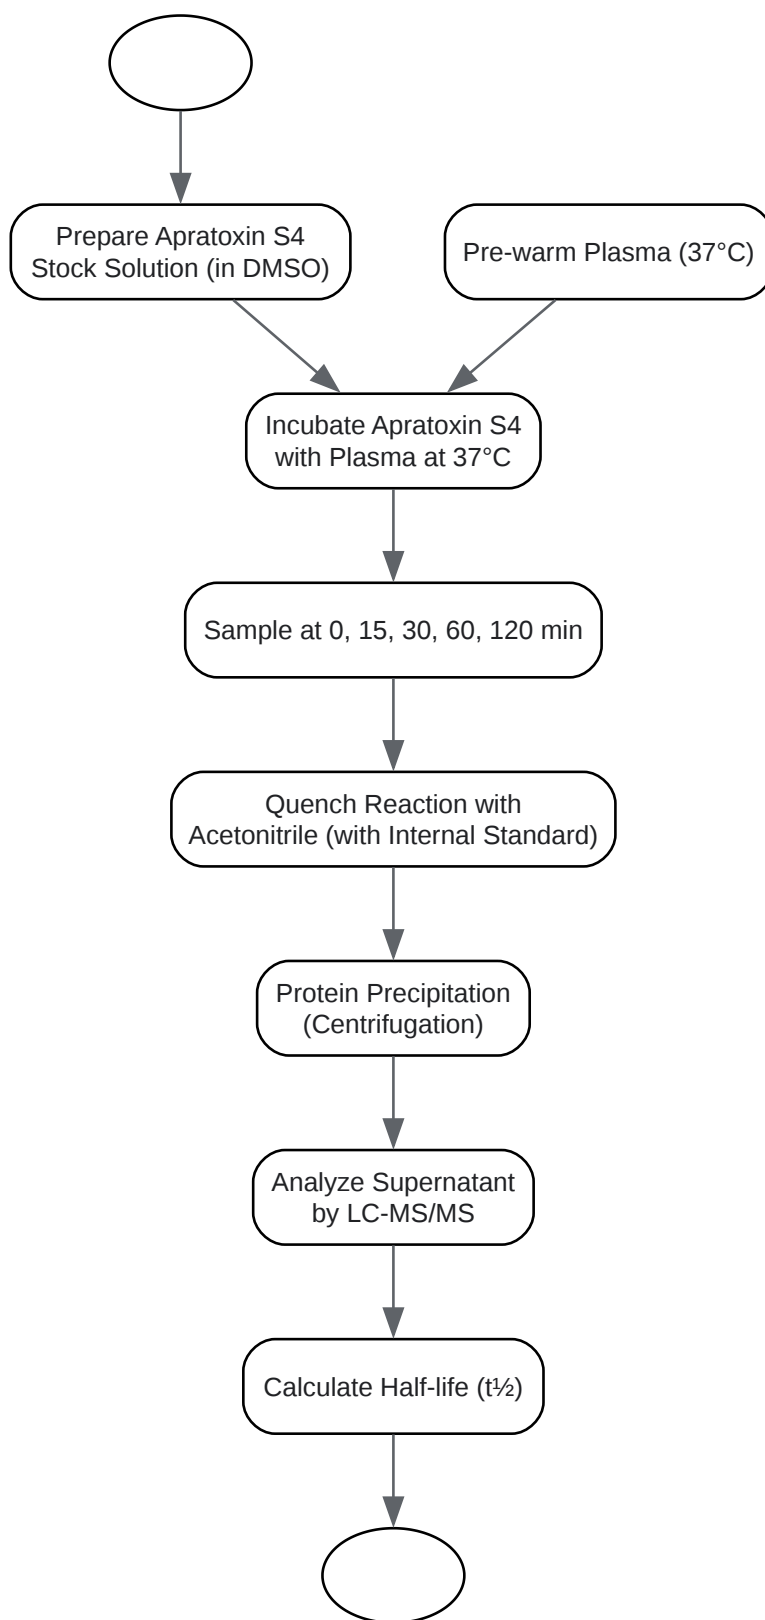 Prepare Apratoxin S4
Stock Solution (in DMSO)
Pre-warm Plasma (37°C)
Incubate Apratoxin S4
with Plasma at 37°C
Sample at 0, 15, 30, 60, 120 min
Quench Reaction with
Acetonitrile (with Internal Standard)
Protein Precipitation
(Centrifugation)
Analyze Supernatant
by LC-MS/MS
Calculate Half-life (t½)